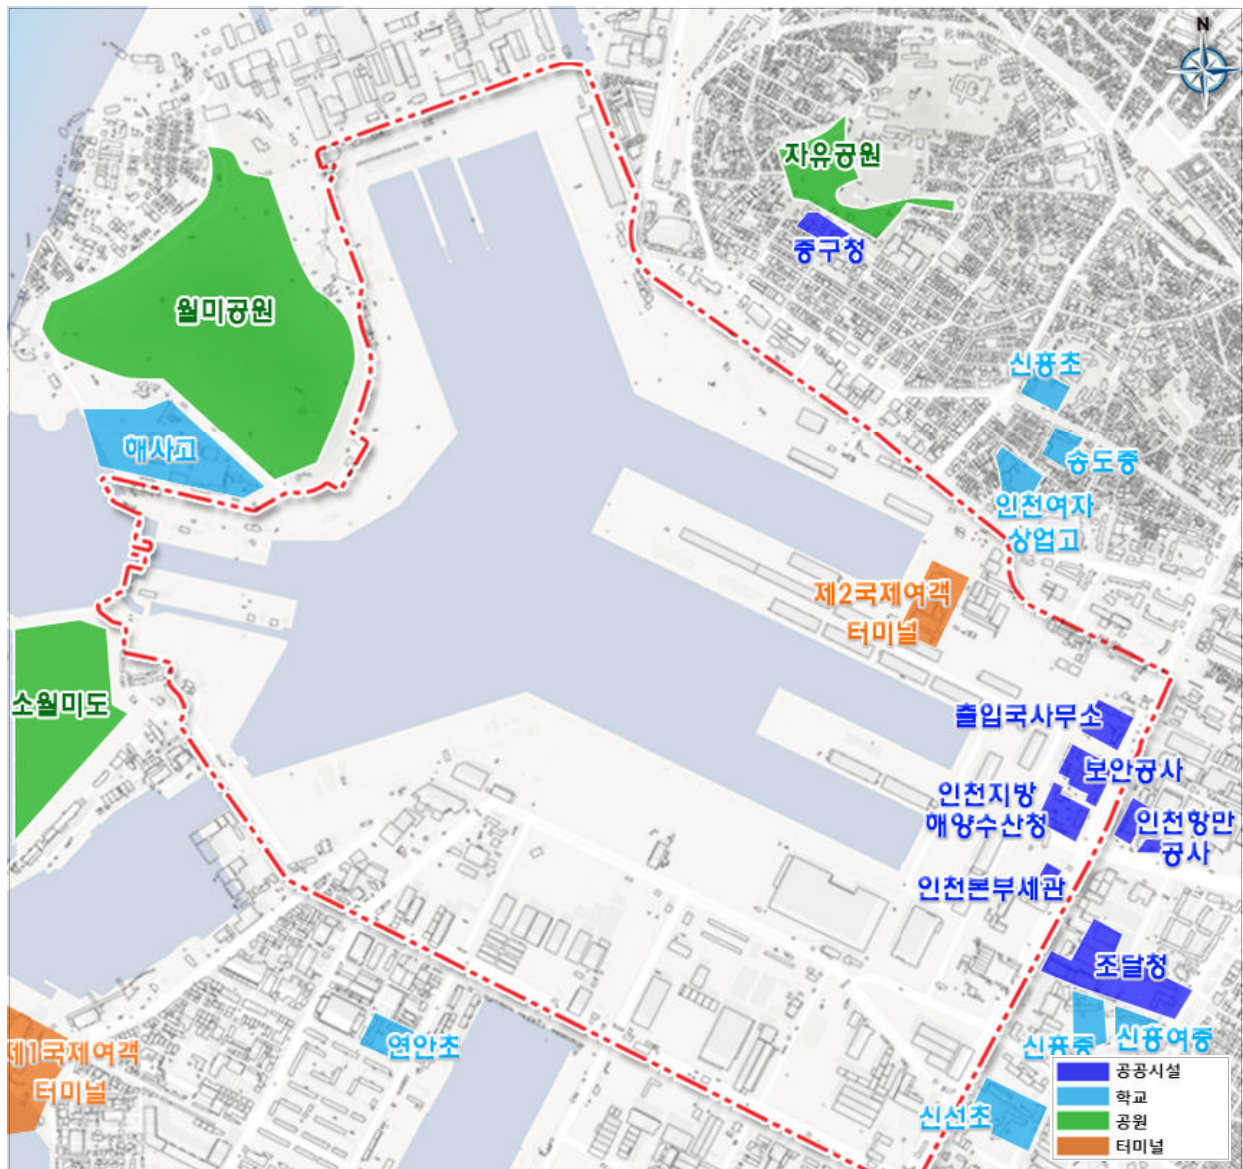 N
자유공원
중구청
월미공원
신흥초
해사고
송도중
인천여자
상업고
제2국제여객
터미널
소월미도
출입국사무소
보안공사
인천지방
해양수산청
인천항만
공사
인천본부세관
조달청
연안초
신흥중
신흥여중
제1국제여객
터미널
신선초
공공시설
학교
공원
터미널